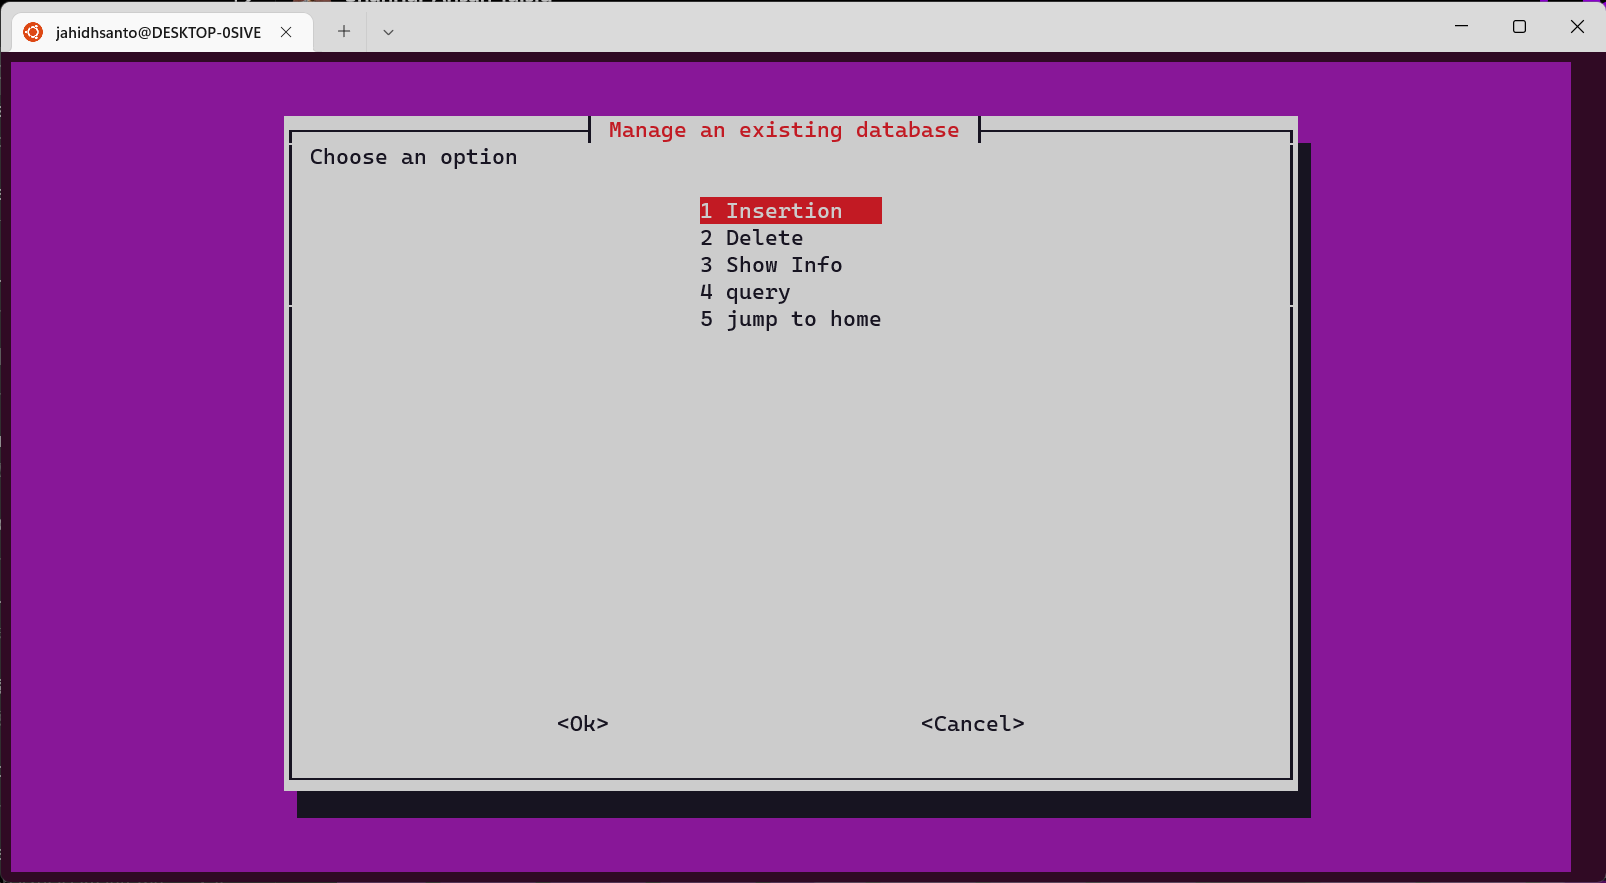 jahidhsanto@DESKTOP-0SIVE
Manage an existing database
Choose an option
1 Insertion
2 Delete
3 Show Info
4 query
5 jump to home
<Ok> <Cancel>